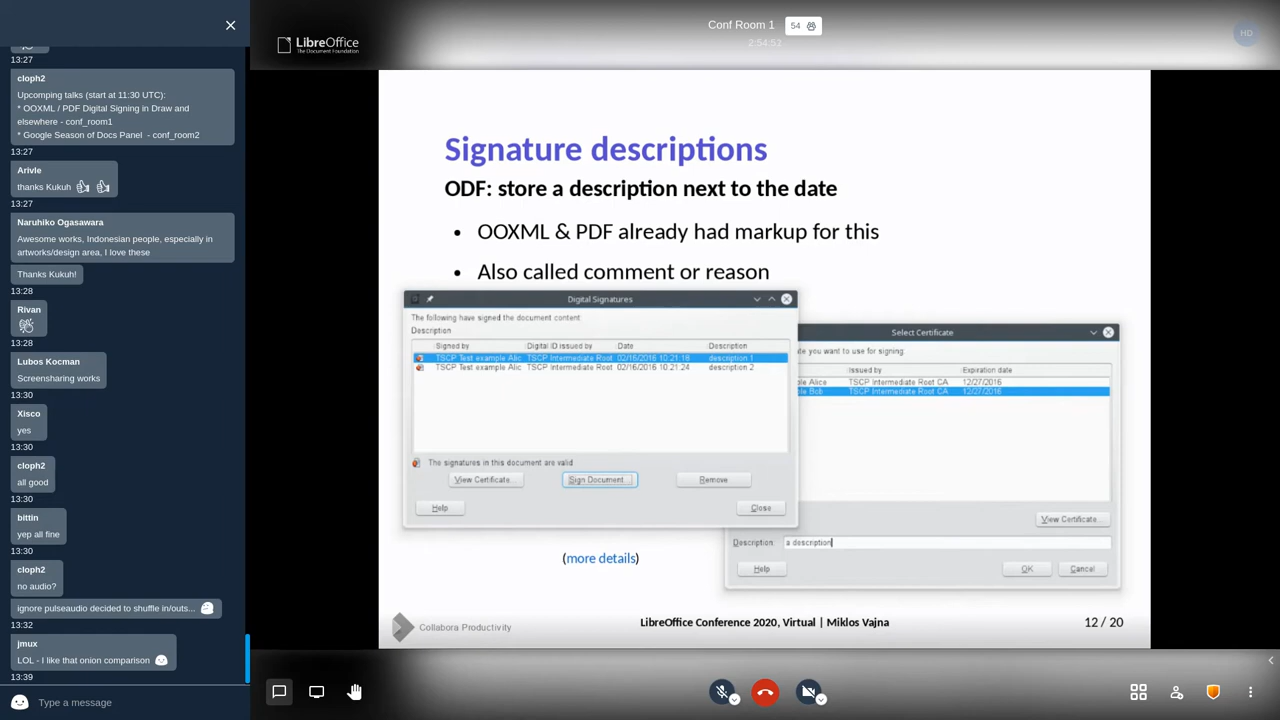 13:27
cloph2
Upcomping talks (start at 11:30 UTC):
* OOXML / PDF Digital Signing in Draw and
elsewhere - conf_room1
* Google Season of Docs Panel - conf_room2
13:27
Arivle
thanks Kukuh
13:27
Naruhiko Ogasawara
Awesome works, Indonesian people, especially in
artworks/design area, I love these
Thanks Kukuh!
13:28
Rivan
13:28
Lubos Kocman
Screensharing works
13:30
Xisco
yes
13:30
cloph2
all good
13:30
bittin
yep all fine
13:30
cloph2
no audio?
ignore pulseaudio decided to shuffle in/outs...
13:32
jmux
LOL - I like that onion comparison
13:39
Type a message
LibreOffice
The Document Foundation
Conf Room 1
54
2:54:51
HD
Signature descriptions
ODF: store a description next to the date
• OOXML & PDF already had markup for this
• Also called comment or reason
Digital Signatures
The following have signed the document content:
Description
Signed by Digital ID issued by Date Description
TSCP Test example Alic TSCP Intermediate Root 02/15/2016 10:21:18 description 1
TSCP Test example Alic TSCP Intermediate Root 02/16/2016 10:21:24 description 2
The signatures in this document are valid
View Certificate... Sign Document... Remove
Help Close
Select Certificate
ate you want to use for signing:
Issued by Expiration date
ple Alice TSCP Intermediate Root CA 12/27/2016
ple Bob TSCP Intermediate Root CA 12/27/2016
View Certificate...
Description: a description
Help OK Cancel
(more details)
Collabora Productivity
LibreOffice Conference 2020, Virtual | Miklos Vajna
12 / 20